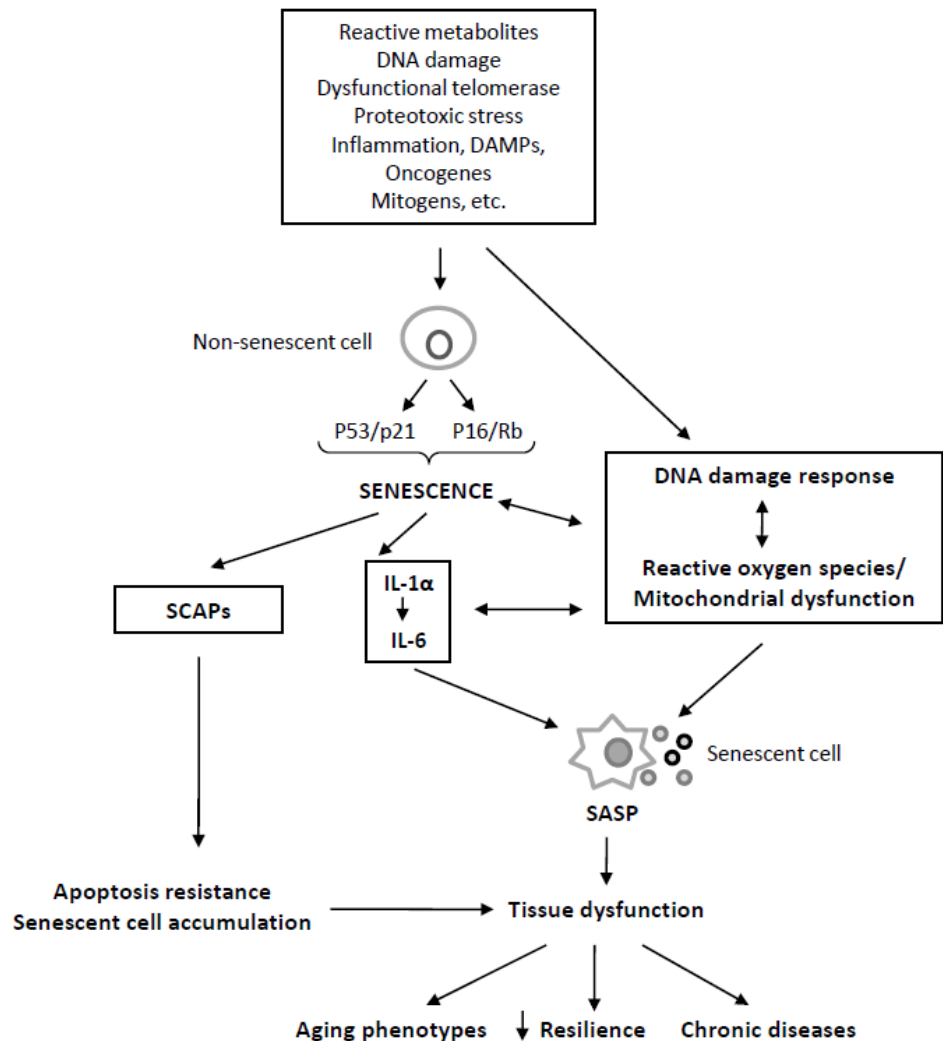 Reactive metabolites
DNA damage
Dysfunctional telomerase
Proteotoxic stress
Inflammation, DAMPs,
Oncogenes
Mitogens, etc.
Non-senescent cell
P53/p21 P16/Rb
SENESCENCE
DNA damage response
Reactive oxygen species/
Mitochondrial dysfunction
SCAPs
IL-1α
IL-6
Senescent cell
SASP
Apoptosis resistance
Senescent cell accumulation
Tissue dysfunction
Aging phenotypes
Resilience
Chronic diseases